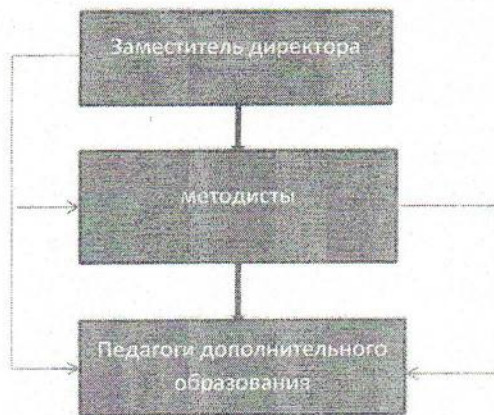 Заместитель директора
методисты
Педагоги дополнительного
образования